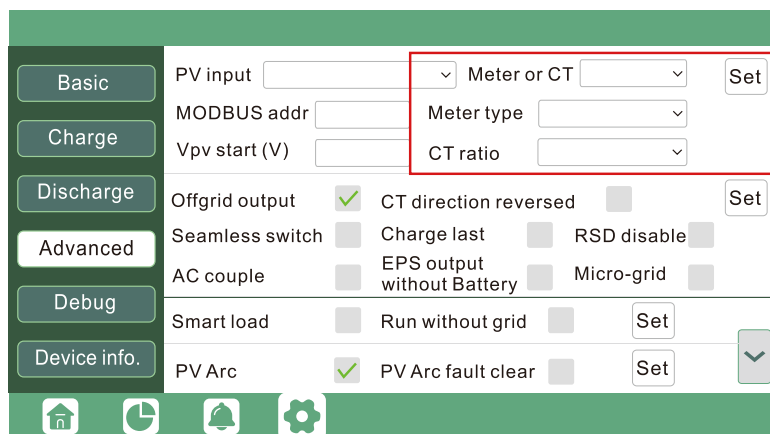 Basic
Charge
Discharge
Advanced
Debug
Device info.
PV input Meter or CT Set
MODBUS addr Meter type
Vpv start (V) CT ratio
Offgrid output CT direction reversed Set
Seamless switch Charge last RSD disable
AC couple EPS output without Battery Micro-grid
Smart load Run without grid Set
PV Arc PV Arc fault clear Set